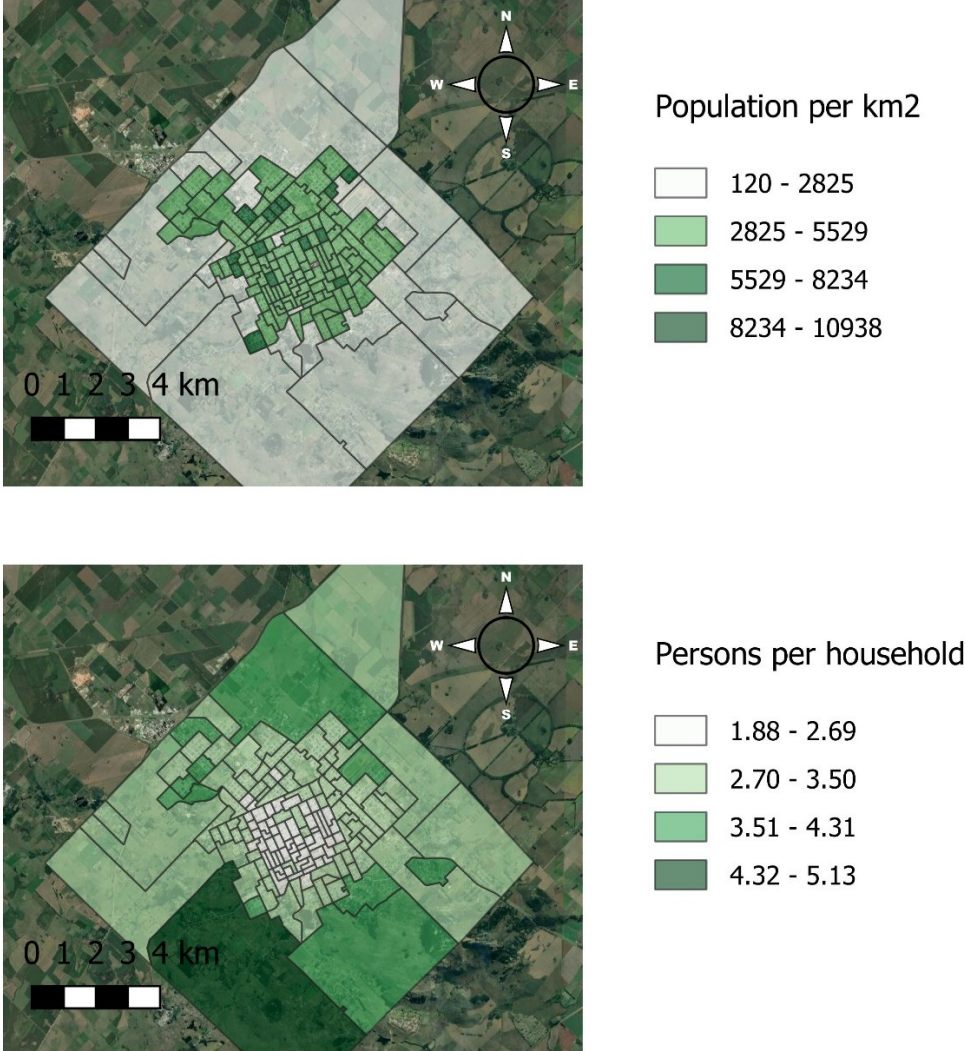 N
W E
S
0 1 2 3 4 km
Population per km2
120 - 2825
2825 - 5529
5529 - 8234
8234 - 10938
N
W E
S
0 1 2 3 4 km
Persons per household
1.88 - 2.69
2.70 - 3.50
3.51 - 4.31
4.32 - 5.13